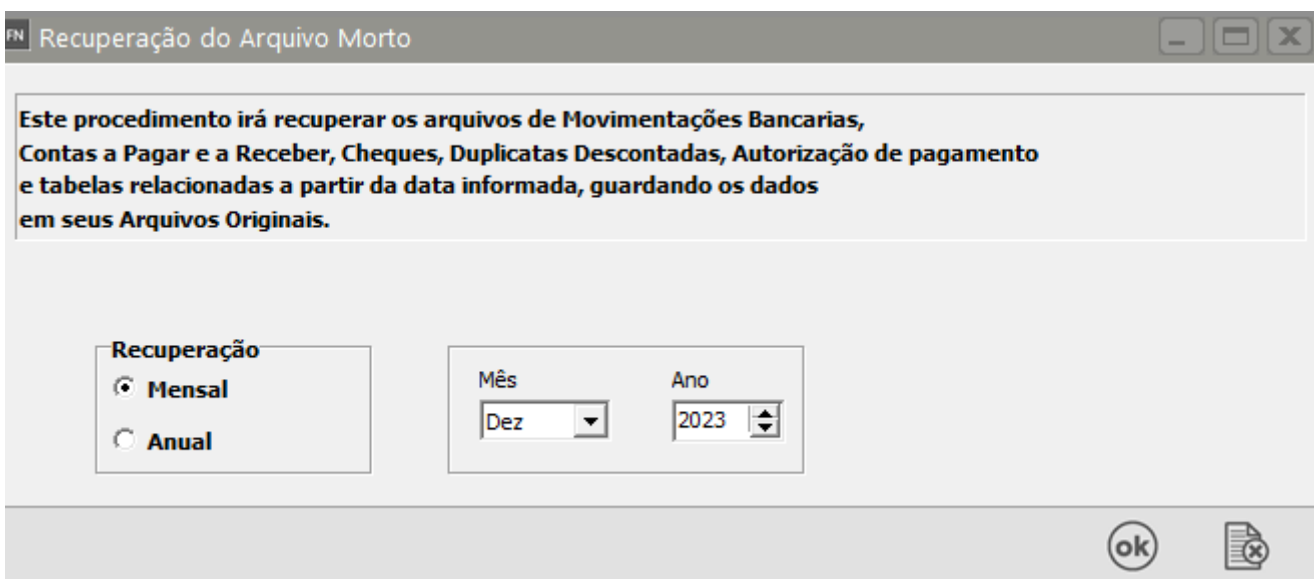 FN Recuperação do Arquivo Morto
Este procedimento irá recuperar os arquivos de Movimentações Bancarias,
Contas a Pagar e a Receber, Cheques, Duplicatas Descontadas, Autorização de pagamento
e tabelas relacionadas a partir da data informada, guardando os dados
em seus Arquivos Originais.
Recuperação
Mensal
Anual
Mês Ano
Dez 2023
ok